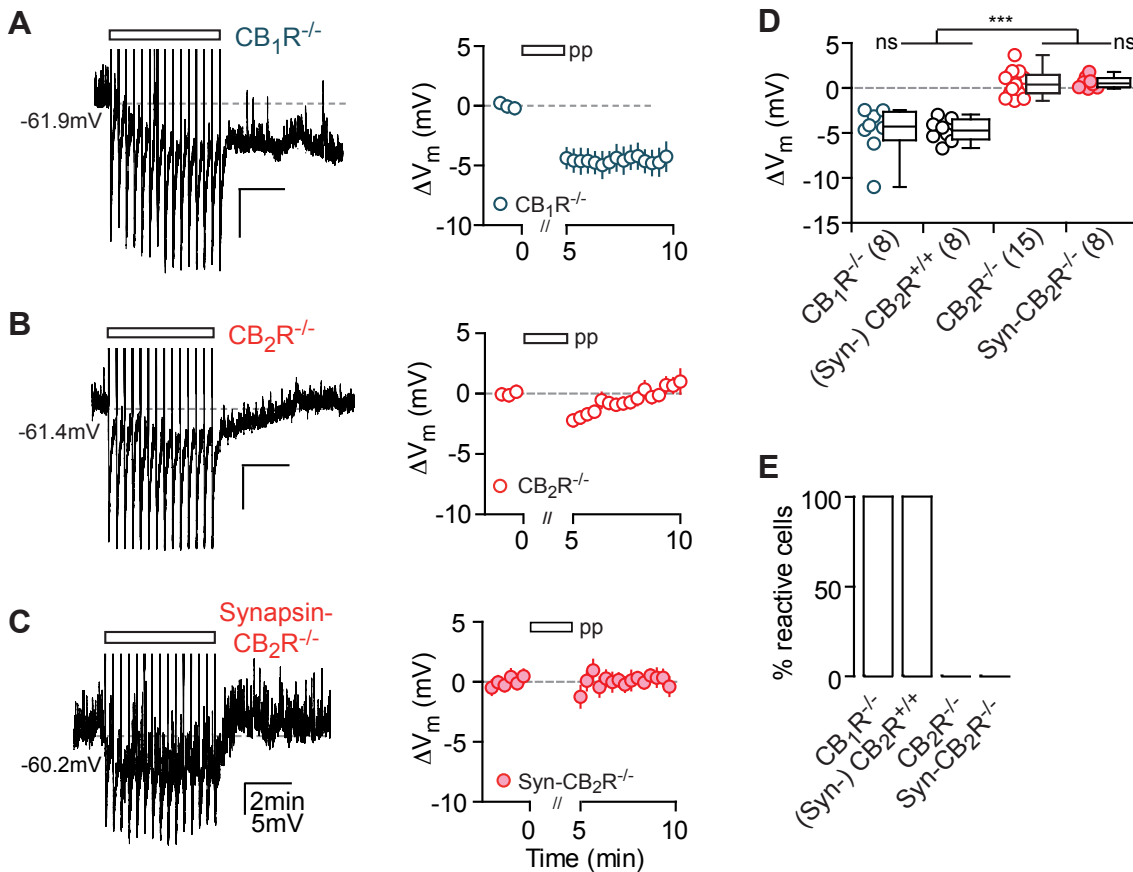 A
CB₁R⁻/⁻
-61.9mV
5
0
-5
-10
ΔVₘ (mV)
pp
CB₁R⁻/⁻
//
0
5
10
B
CB₂R⁻/⁻
-61.4mV
5
0
-5
-10
ΔVₘ (mV)
pp
CB₂R⁻/⁻
//
0
5
10
C
Synapsin-
CB₂R⁻/⁻
-60.2mV
2min
5mV
5
0
-5
-10
ΔVₘ (mV)
pp
Syn-CB₂R⁻/⁻
//
0
5
10
Time (min)
D
***
ns
ns
5
0
-5
-10
-15
ΔVₘ (mV)
CB₁R⁻/⁻ (8)
(Syn-) CB₂R⁺/⁺ (8)
CB₂R⁻/⁻ (15)
Syn-CB₂R⁻/⁻ (8)
E
100
50
0
% reactive cells
CB₁R⁻/⁻
(Syn-) CB₂R⁺/⁺
CB₂R⁻/⁻
Syn-CB₂R⁻/⁻